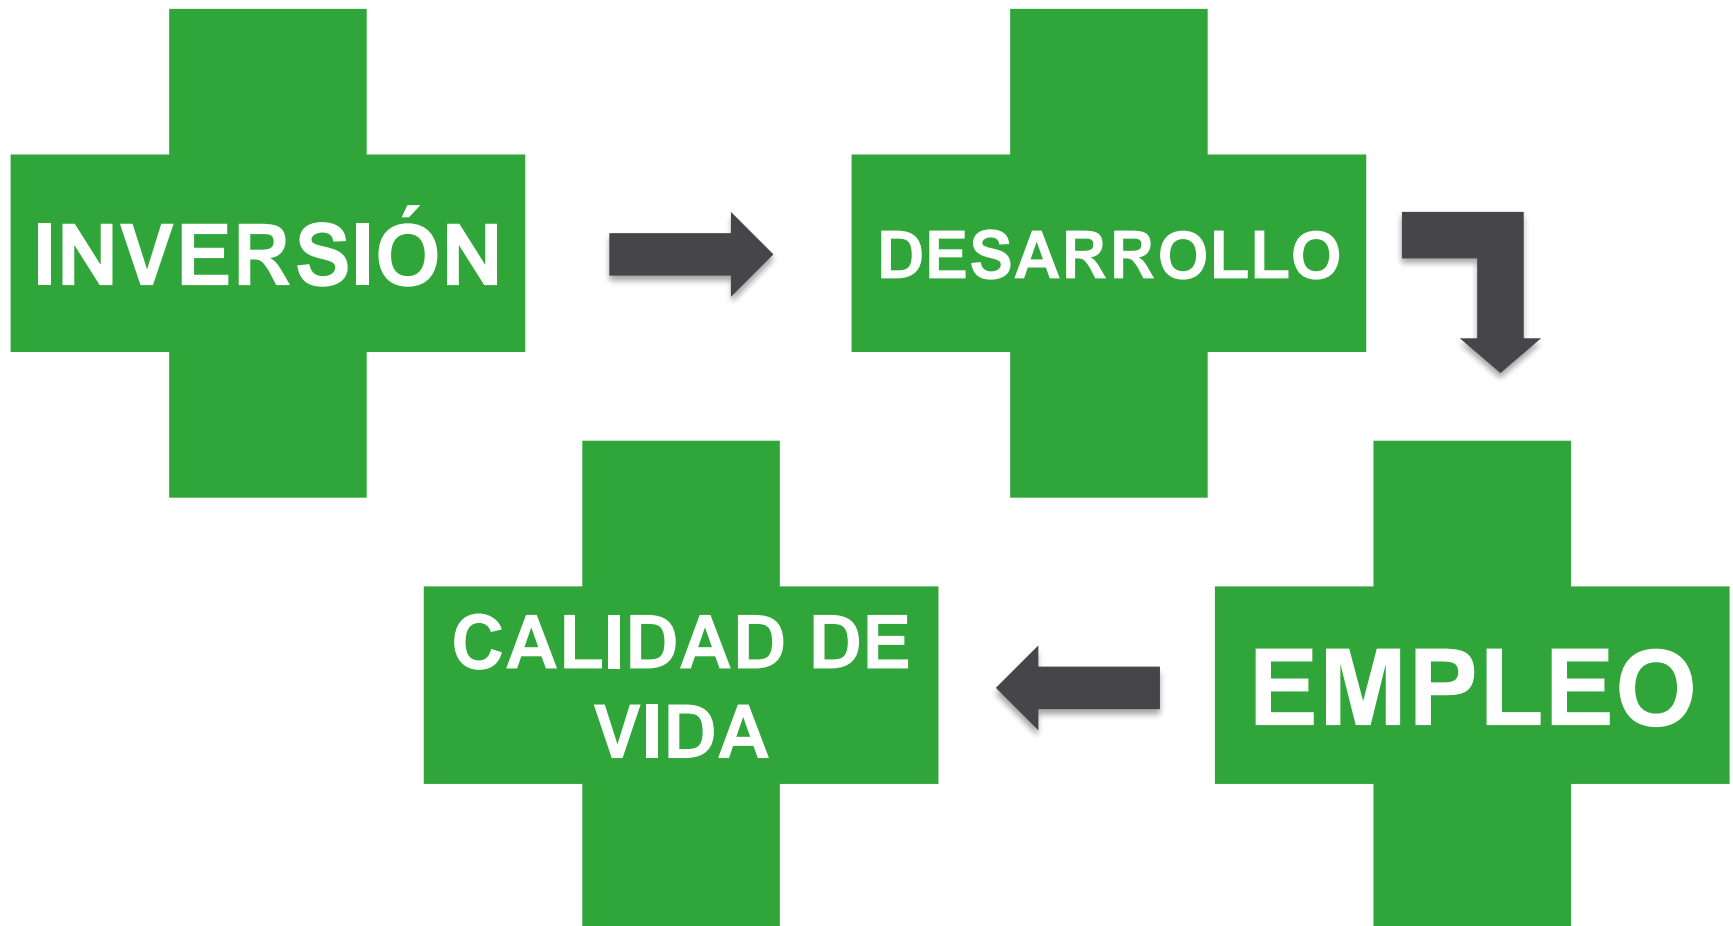 INVERSIÓN
DESARROLLO
EMPLEO
CALIDAD DE
VIDA